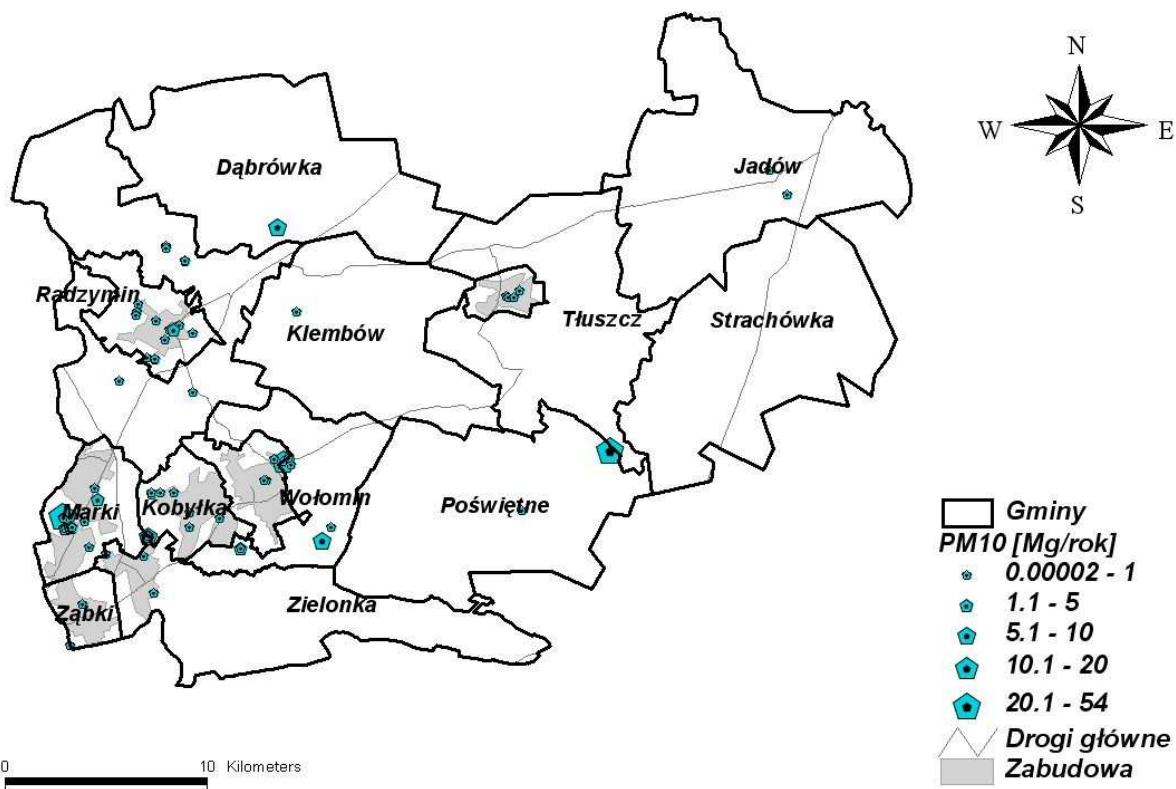 N
W E
S
Dąbrówka
Jadów
Radzymin
Klembów
Tłuszcz
Strachówka
Marki
Kobyłka
Wołomin
Poświętne
Ząbki
Zielonka
Gminy
PM10 [Mg/rok]
0.00002 - 1
1.1 - 5
5.1 - 10
10.1 - 20
20.1 - 54
Drogi główne
Zabudowa
0 10 Kilometers